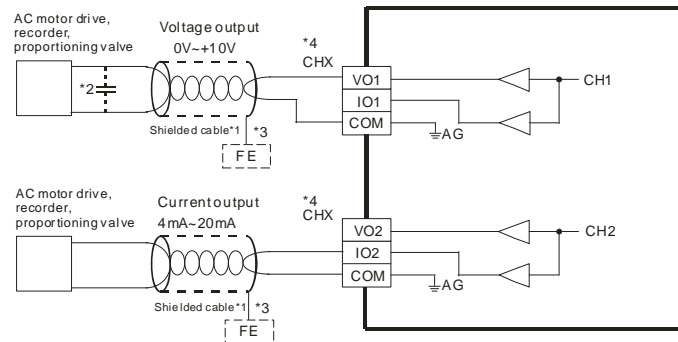 AC motor drive,
recorder,
proportioning valve
Voltage output
0V~+10V
*4
CHX
VO1
IO1
COM
CH1
AG
*2
Shielded cable*1
*3
FE
AC motor drive,
recorder,
proportioning valve
Current output
4mA~20mA
*4
CHX
VO2
IO2
COM
CH2
AG
Shielded cable*1
*3
FE